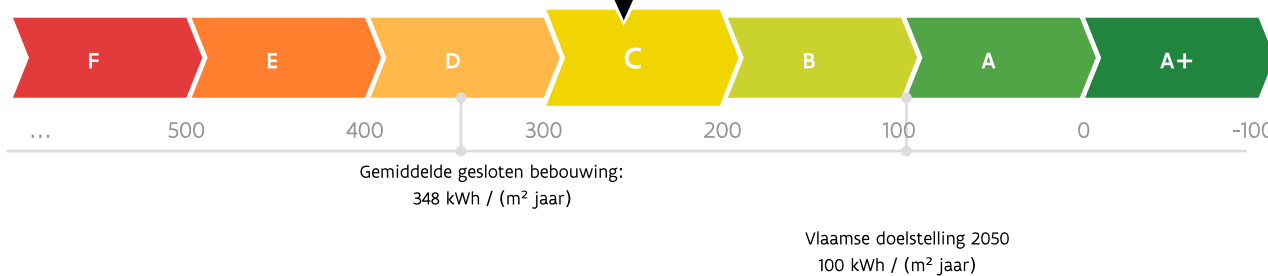 F E D C B A A+
... 500 400 300 200 100 0 -100
Gemiddelde gesloten bebouwing:
348 kWh / (m² jaar)
Vlaamse doelstelling 2050
100 kWh / (m² jaar)